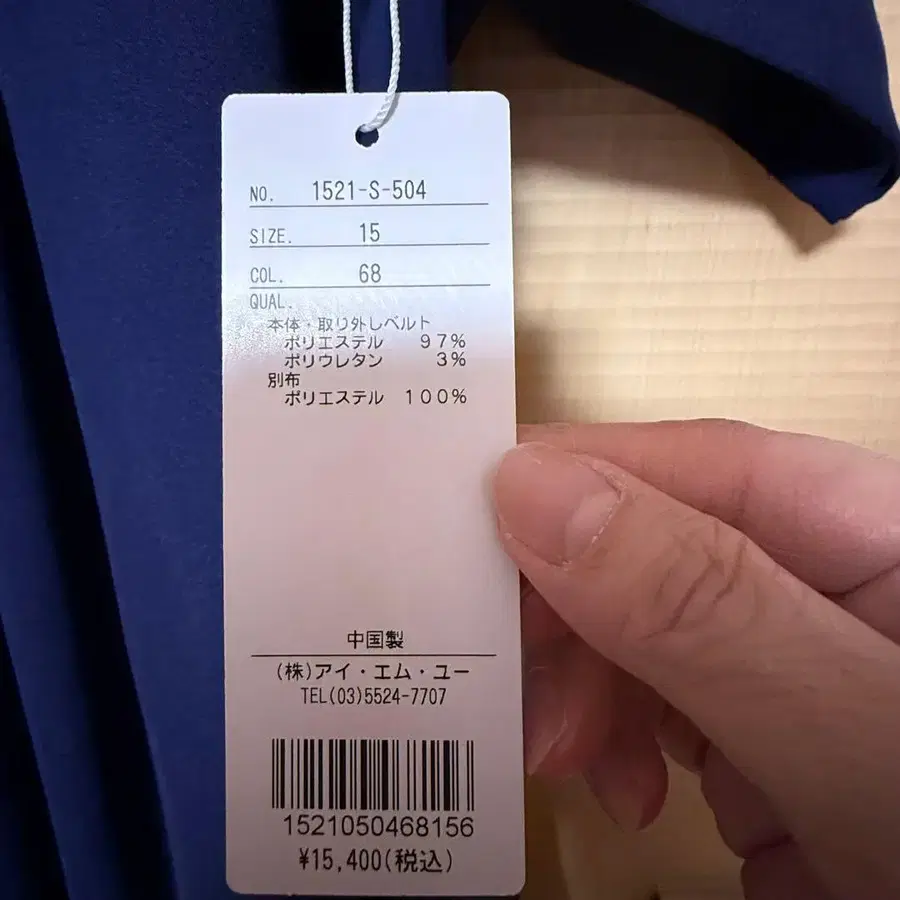 NO. 1521-S-504
SIZE. 15
COL. 68
QUAL.
本体・取り外しベルト
ポリエステル 97%
ポリウレタン 3%
別布
ポリエステル 100%
中国製
(株)アイ・エム・ユー
TEL(03)5524-7707
1521050468156
¥15,400(税込)